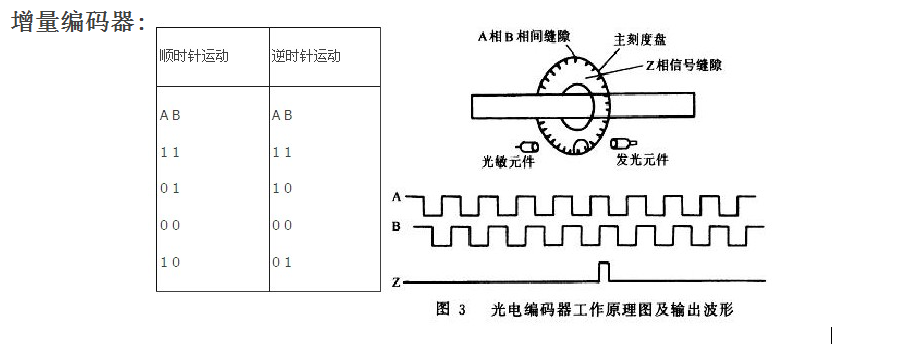 增量编码器:
顺时针运动 逆时针运动
A B A B
1 1 1 1
0 1 1 0
0 0 0 0
1 0 0 1
A相B相间缝隙
主刻度盘
Z相信号缝隙
光敏元件 发光元件
A
B
Z
图 3 光电编码器工作原理图及输出波形